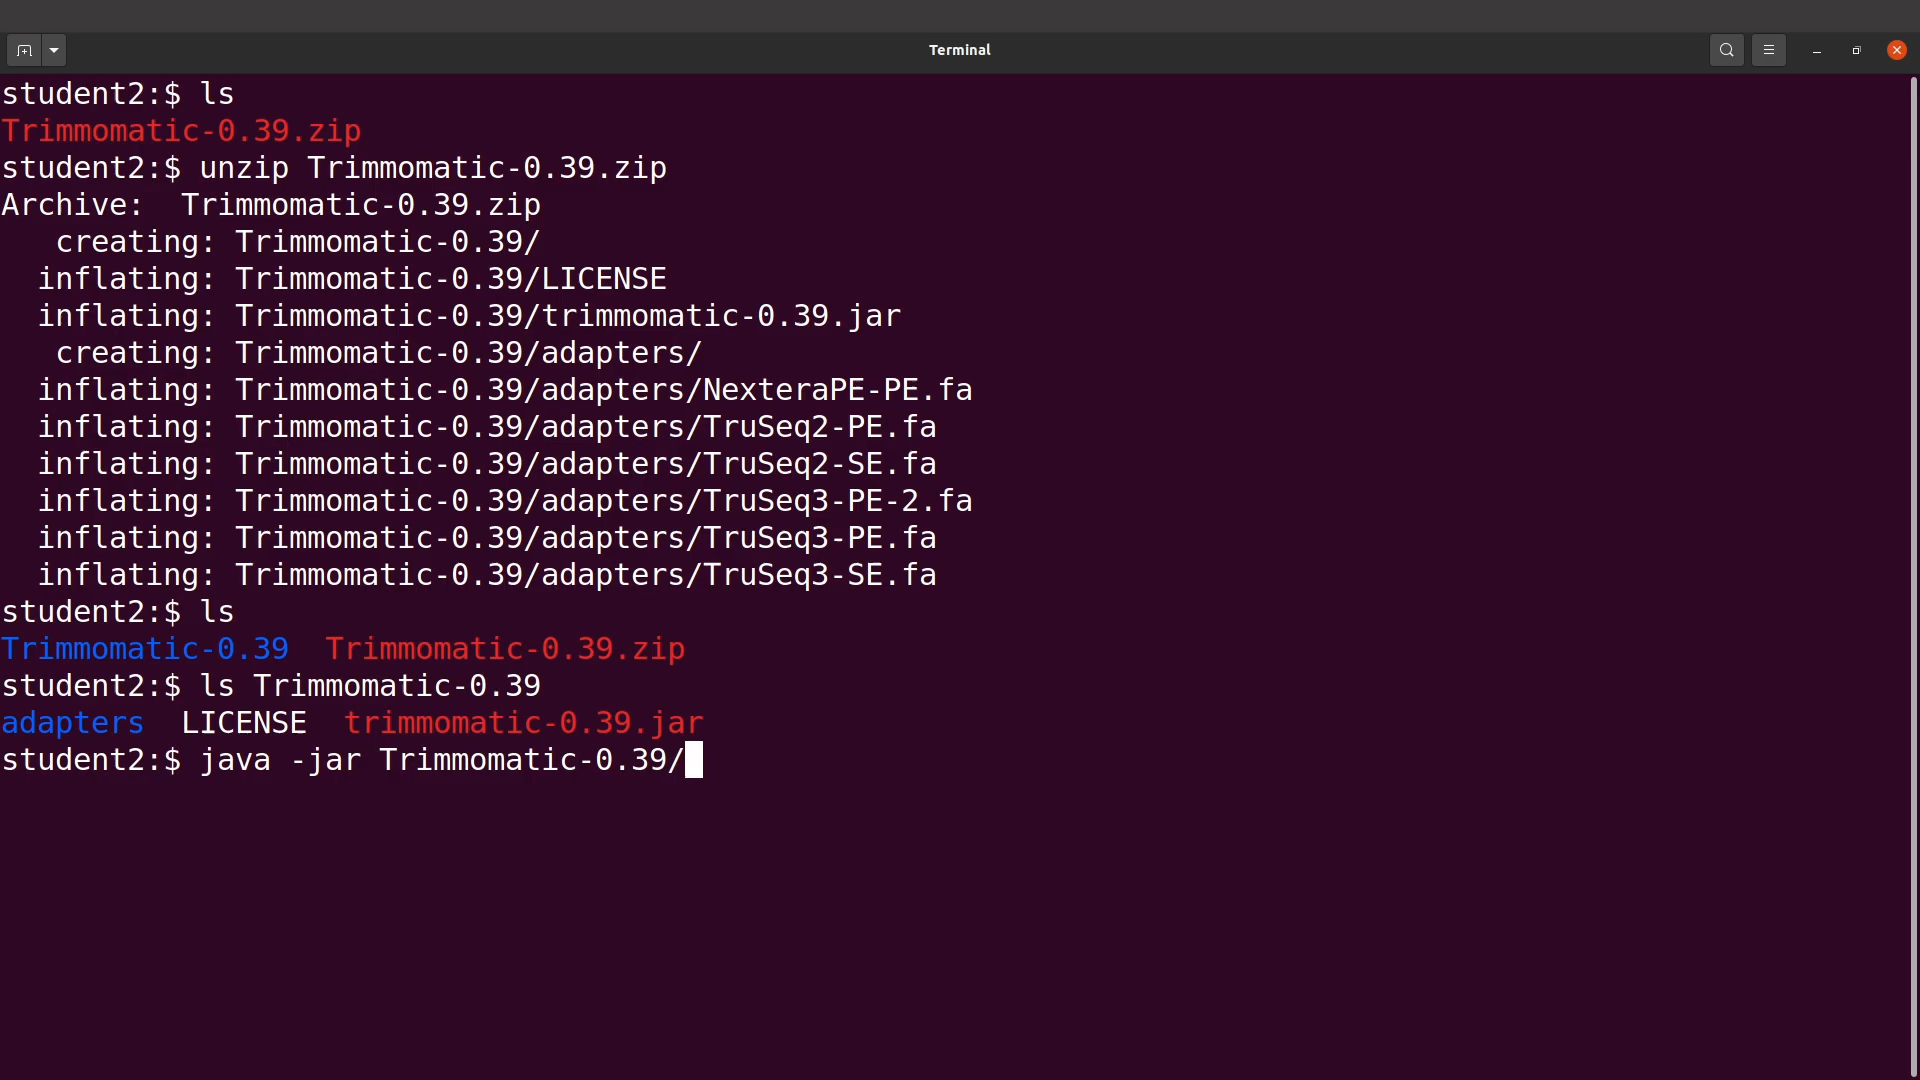 Terminal
student2:$ ls
Trimmomatic-0.39.zip
student2:$ unzip Trimmomatic-0.39.zip
Archive:  Trimmomatic-0.39.zip
   creating: Trimmomatic-0.39/
  inflating: Trimmomatic-0.39/LICENSE
  inflating: Trimmomatic-0.39/trimmomatic-0.39.jar
   creating: Trimmomatic-0.39/adapters/
  inflating: Trimmomatic-0.39/adapters/NexteraPE-PE.fa
  inflating: Trimmomatic-0.39/adapters/TruSeq2-PE.fa
  inflating: Trimmomatic-0.39/adapters/TruSeq2-SE.fa
  inflating: Trimmomatic-0.39/adapters/TruSeq3-PE-2.fa
  inflating: Trimmomatic-0.39/adapters/TruSeq3-PE.fa
  inflating: Trimmomatic-0.39/adapters/TruSeq3-SE.fa
student2:$ ls
Trimmomatic-0.39  Trimmomatic-0.39.zip
student2:$ ls Trimmomatic-0.39
adapters  LICENSE  trimmomatic-0.39.jar
student2:$ java -jar Trimmomatic-0.39/